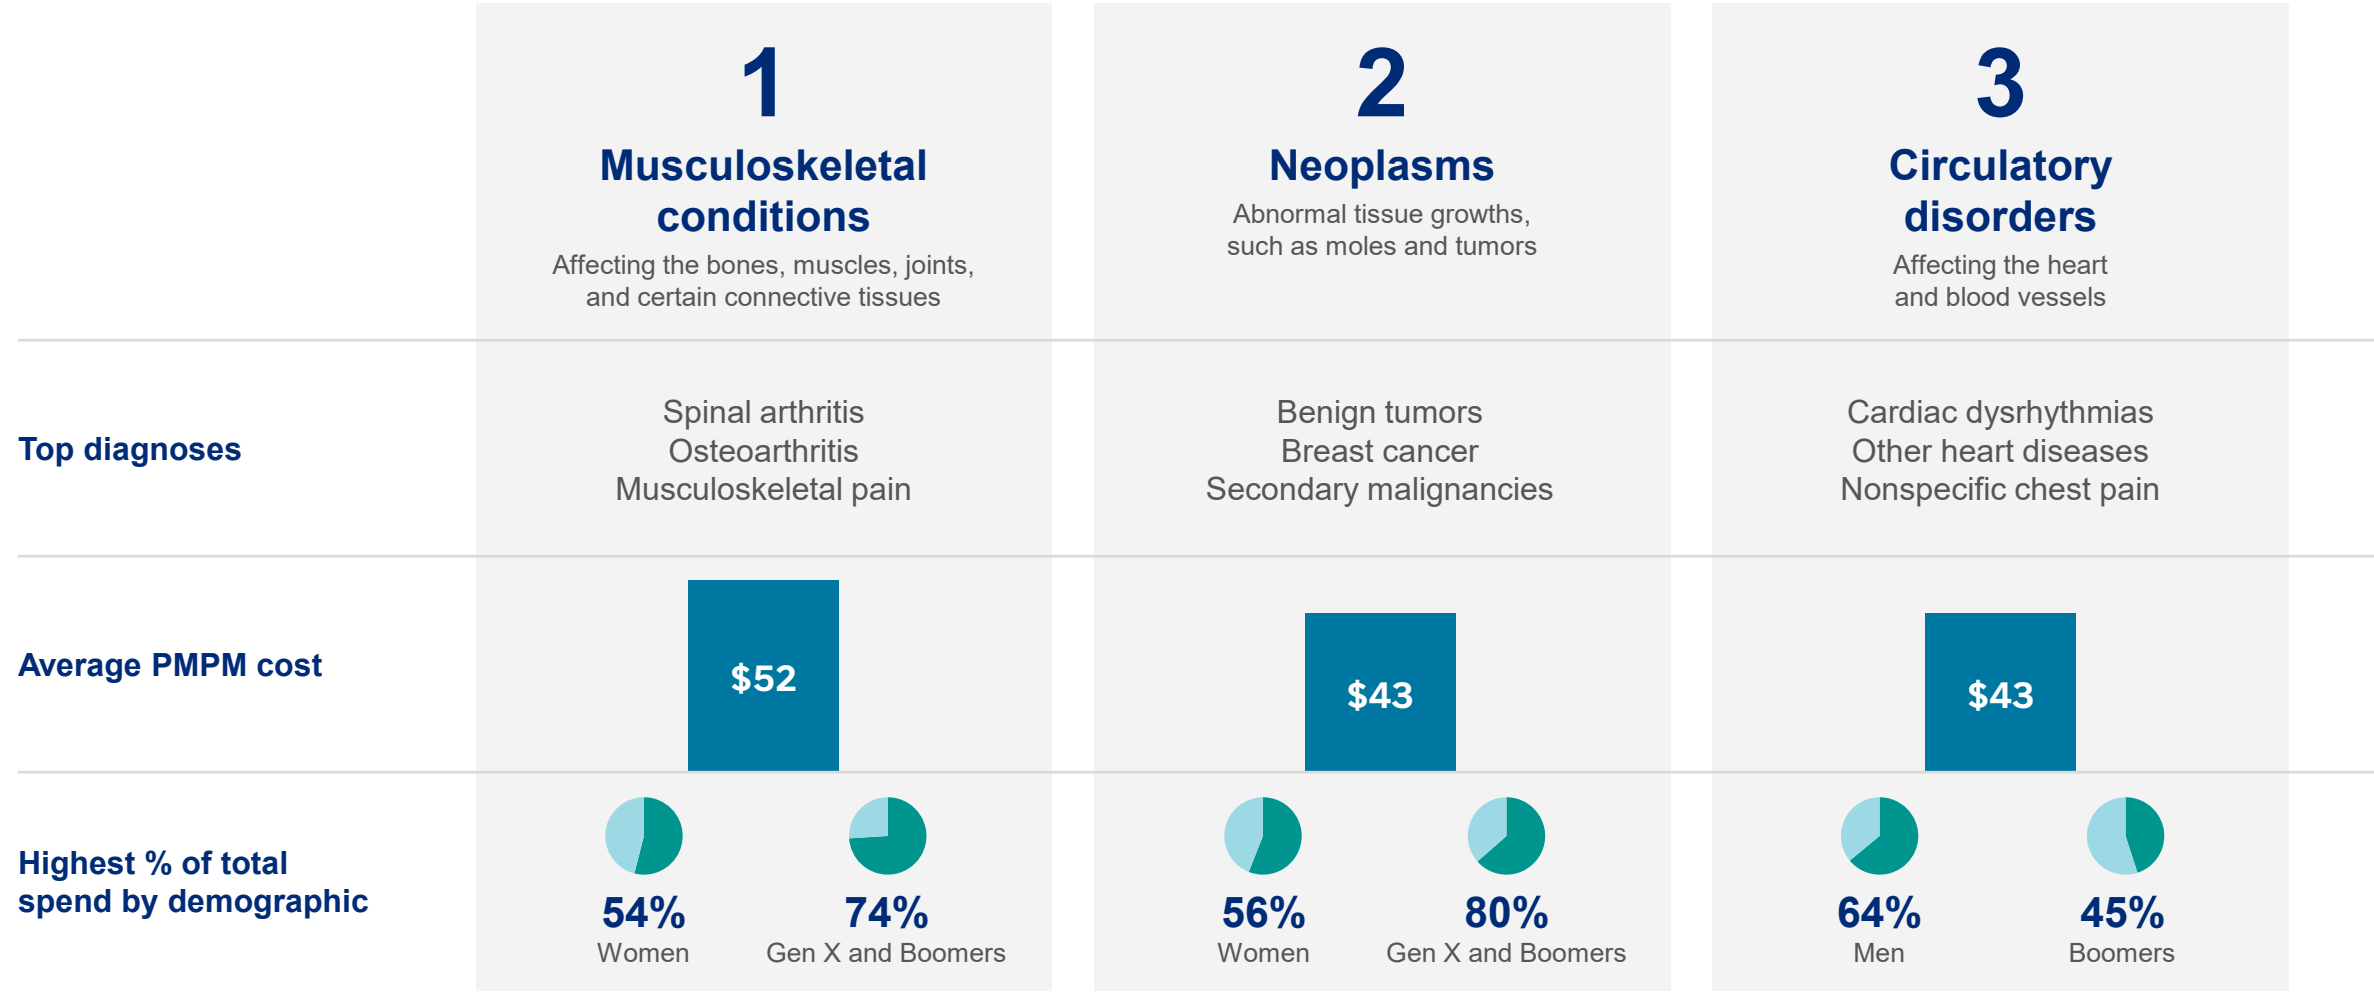 1
Musculoskeletal
conditions
Affecting the bones, muscles, joints,
and certain connective tissues
2
Neoplasms
Abnormal tissue growths,
such as moles and tumors
3
Circulatory
disorders
Affecting the heart
and blood vessels
Top diagnoses
Spinal arthritis
Osteoarthritis
Musculoskeletal pain
Benign tumors
Breast cancer
Secondary malignancies
Cardiac dysrhythmias
Other heart diseases
Nonspecific chest pain
Average PMPM cost
$52
$43
$43
Highest % of total
spend by demographic
54%
Women
74%
Gen X and Boomers
56%
Women
80%
Gen X and Boomers
64%
Men
45%
Boomers